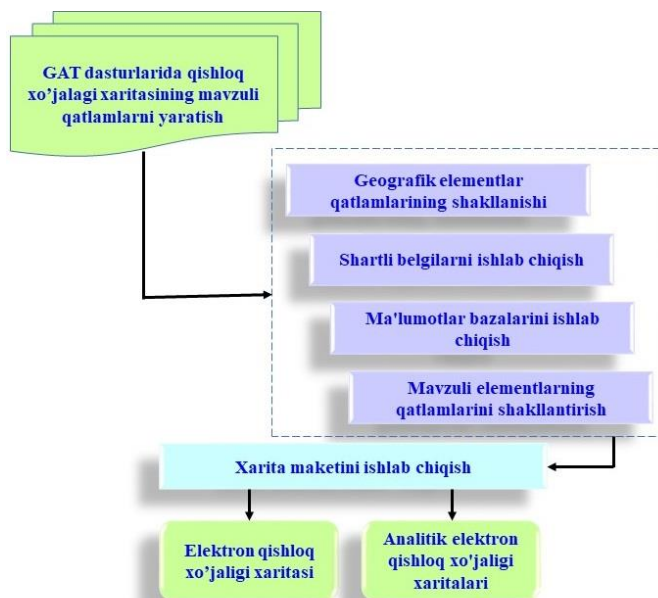 GAT dasturlarida qishloq
xo’jalagi xaritasining mavzuli
qatlamlarni yaratish
Geografik elementlar
qatlamlarining shakllanishi
Shartli belgilarni ishlab chiqish
Ma'lumotlar bazalarini ishlab
chiqish
Mavzuli elementlarning
qatlamlarini shakllantirish
Xarita maketini ishlab chiqish
Elektron qishloq
xo’jaligi xaritasi
Analitik elektron
qishloq xo'jaligi
xaritalari